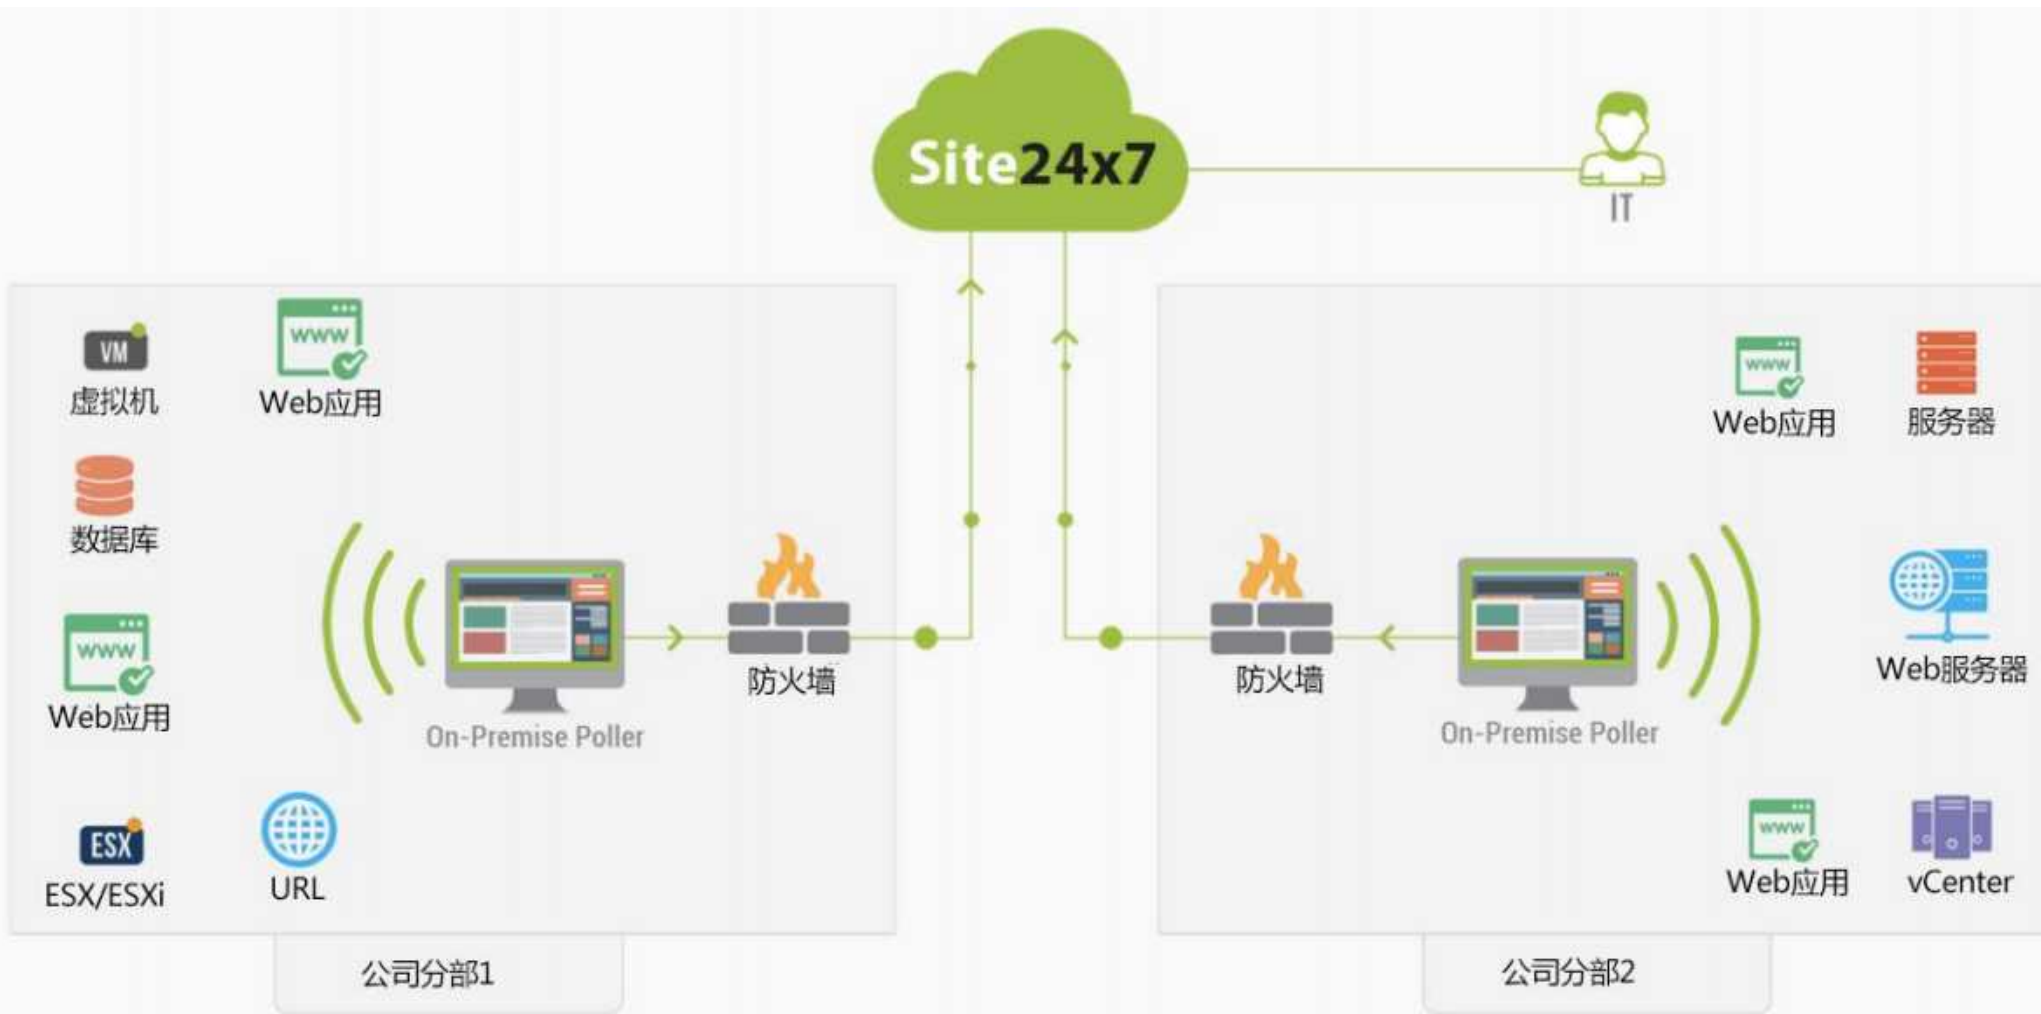 Site24x7
IT
VM
虚拟机
www
Web应用
数据库
www
Web应用
ESX
ESX/ESXi
URL
On-Premise Poller
防火墙
公司分部1
www
Web应用
服务器
防火墙
On-Premise Poller
Web服务器
www
Web应用
vCenter
公司分部2